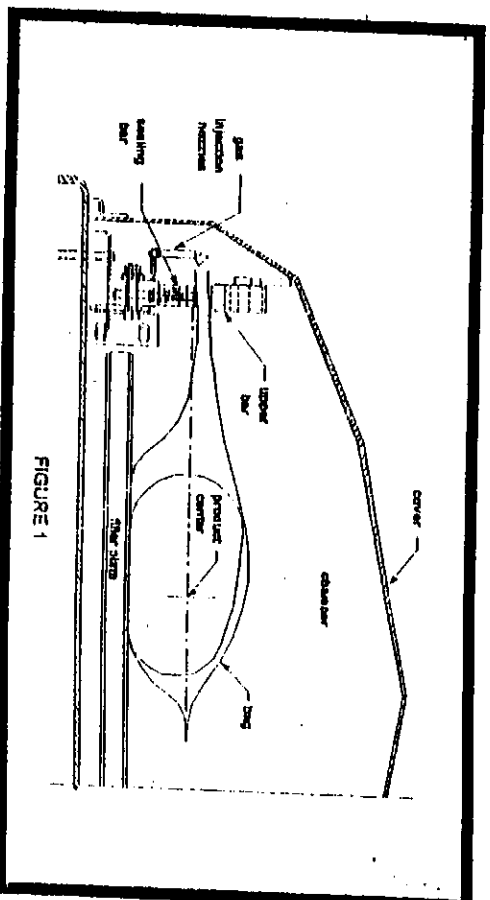 gas
injection
nozzles
sealing
bar
upper
bar
cover
chamber
product
center
bag
filler plate
FIGURE 1